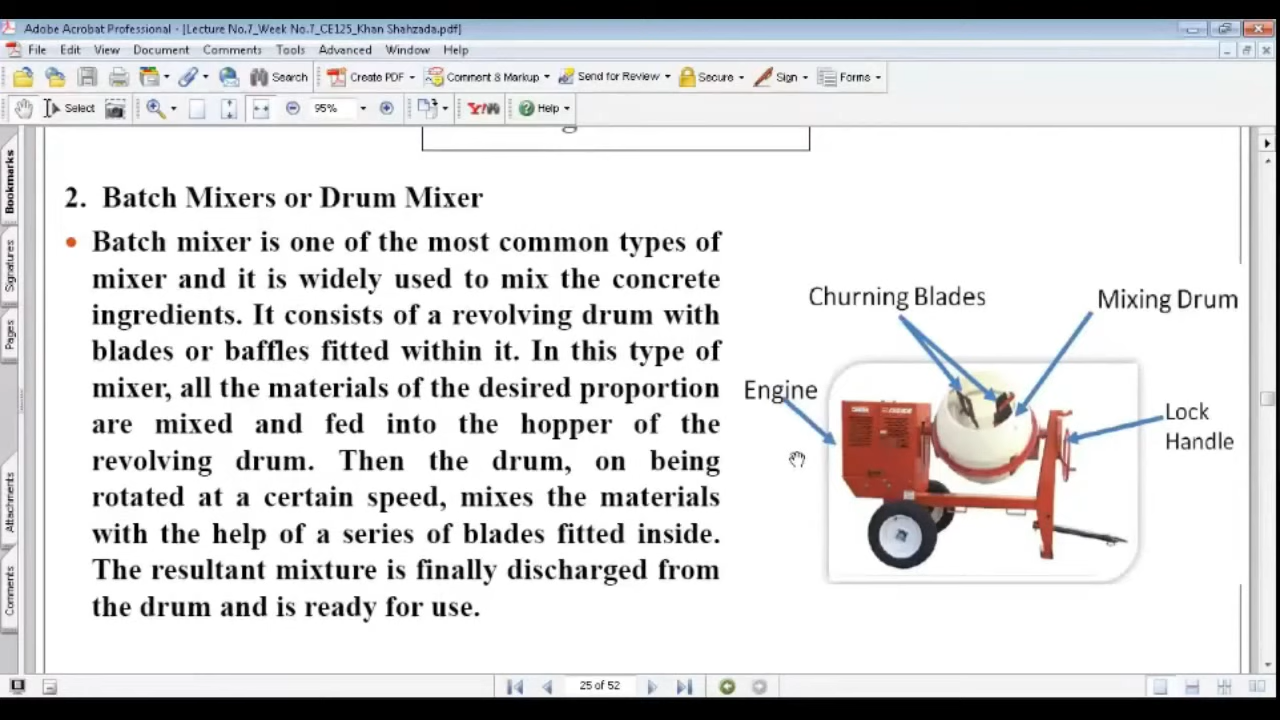 Adobe Acrobat Professional - [Lecture No.7_Week No.7_CE125_Khan Shahzada.pdf]
File Edit View Document Comments Tools Advanced Window Help
Search Create PDF Comment & Markup Send for Review Secure Sign Forms
Select 95% Y! Help
Bookmarks
Signatures
Pages
Attachments
Comments
2. Batch Mixers or Drum Mixer
• Batch mixer is one of the most common types of
mixer and it is widely used to mix the concrete
ingredients. It consists of a revolving drum with
blades or baffles fitted within it. In this type of
mixer, all the materials of the desired proportion
are mixed and fed into the hopper of the
revolving drum. Then the drum, on being
rotated at a certain speed, mixes the materials
with the help of a series of blades fitted inside.
The resultant mixture is finally discharged from
the drum and is ready for use.
Churning Blades
Mixing Drum
Engine
Lock
Handle
25 of 52